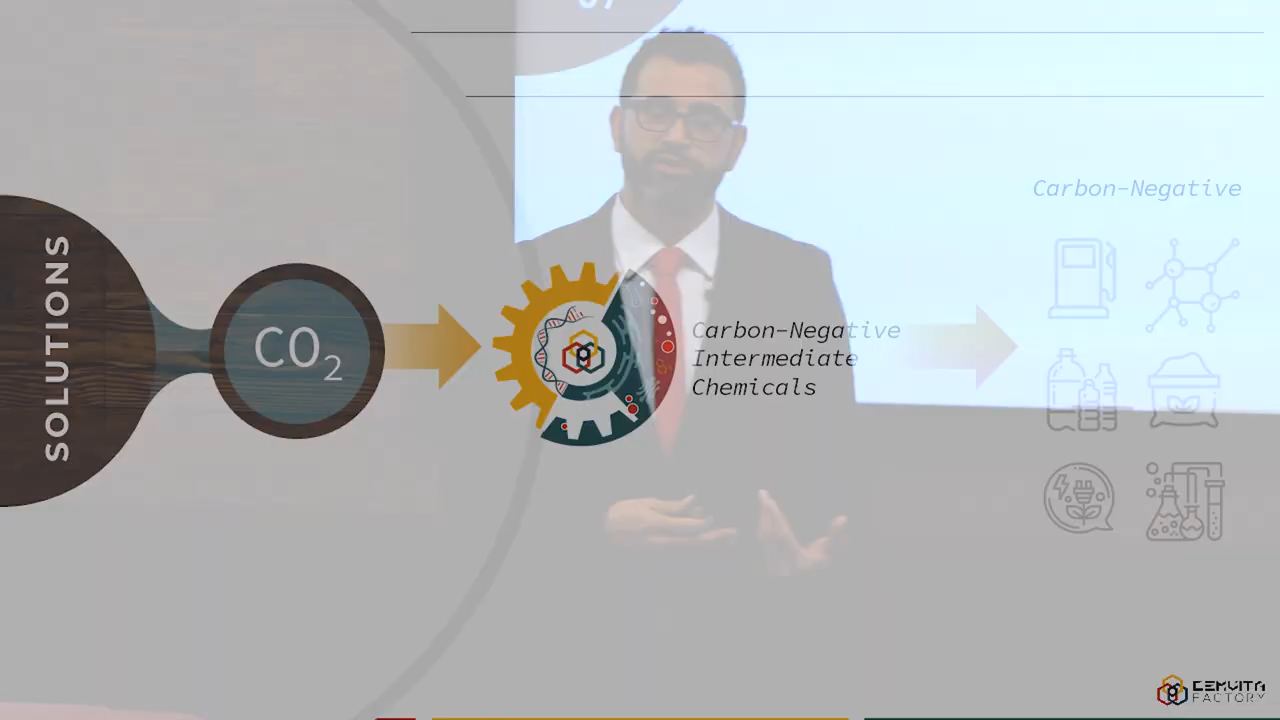 SOLUTIONS
CO₂
Carbon-Negative
Intermediate
Chemicals
Carbon-Negative
CEMVITA
FACTORY